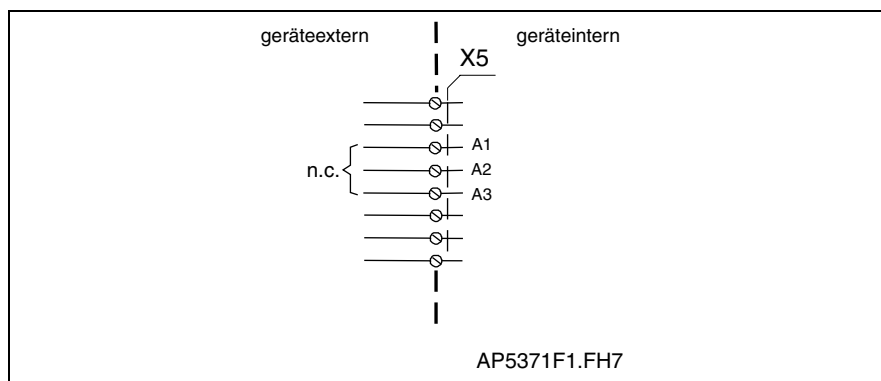 geräteextern geräteintern
X5
A1
n.c. A2
A3
AP5371F1.FH7